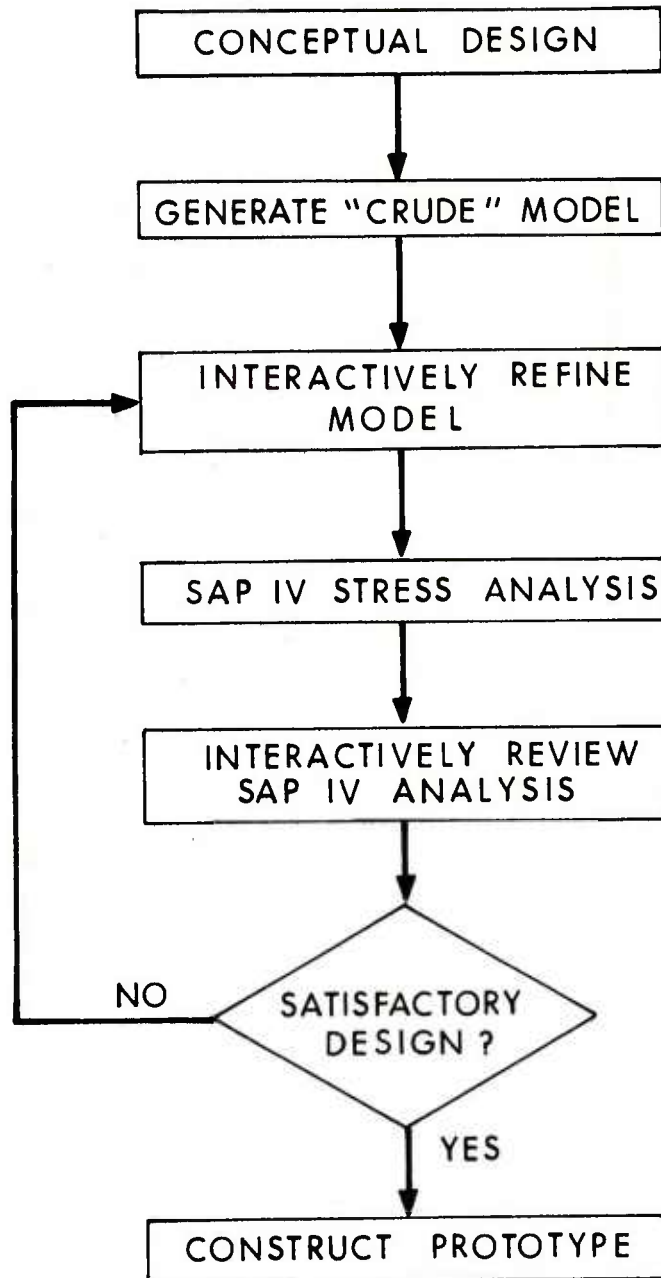 CONCEPTUAL DESIGN
GENERATE "CRUDE" MODEL
INTERACTIVELY REFINE
MODEL
SAP IV STRESS ANALYSIS
INTERACTIVELY REVIEW
SAP IV ANALYSIS
SATISFACTORY
DESIGN ?
NO
YES
CONSTRUCT PROTOTYPE